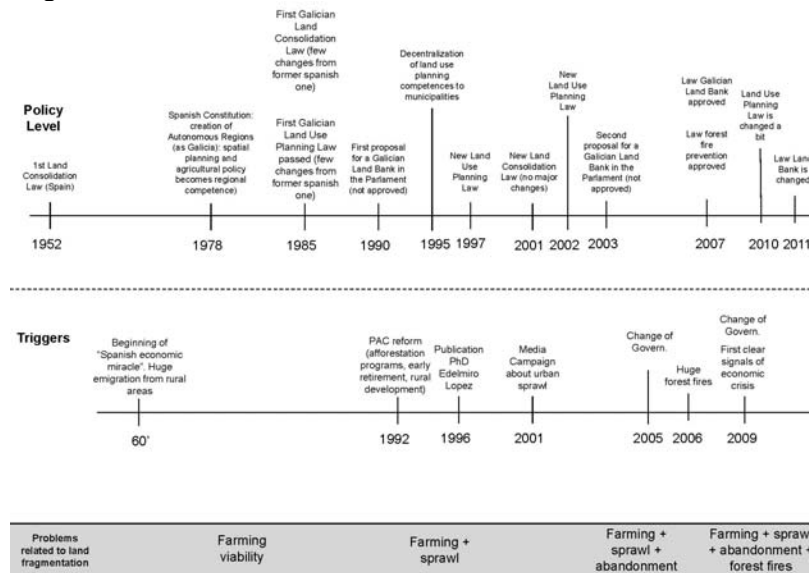 First Galician
Land
Consolidation
Law (few
changes from
former spanish
one)
First Galician
Land Use
Planning Law
passed (few
changes from
former spanish
one)
Decentralization
of land use
planning competences to
municipalities
New
Land Use
Planning
Law
Law Galician
Land Bank
approved
Law forest
fire
prevention
approved
Land Use
Planning
Law is
changed a
bit
Policy
Level
1st Land
Consolidation
Law (Spain)
Spanish Constitution:
creation of
Autonomous Regions
(as Galicia): spatial
planning and
agricultural policy
becomes regional
competence)
First proposal
for a Galician
Land Bank in
the Parliament
(not approved)
New Land
Use
Planning
Law
New Land
Consolidation
Law (no major
changes)
Second
proposal for a
Galician Land
Bank in the
Parliament (not
approved)
Law Land
Bank is
changed
1952 1978 1985 1990 1995 1997 2001 2002 2003 2007 2010 2011
Triggers
Beginning of
"Spanish economic
miracle". Huge
emigration from rural
areas
PAC reform
(afforestation
programs, early
retirement, rural
development)
Publication
PhD
Edelmiro
Lopez
Media
Campaign
about urban
sprawl
Change of
Govern.
Huge
forest fires
Change of
Govern.
First clear
signals of
economic
crisis
60' 1992 1996 2001 2005 2006 2009
Problems
related to land
fragmentation
Farming
viability
Farming +
sprawl
Farming +
sprawl +
abandonment
Farming + sprawl
+ abandonment +
forest fires